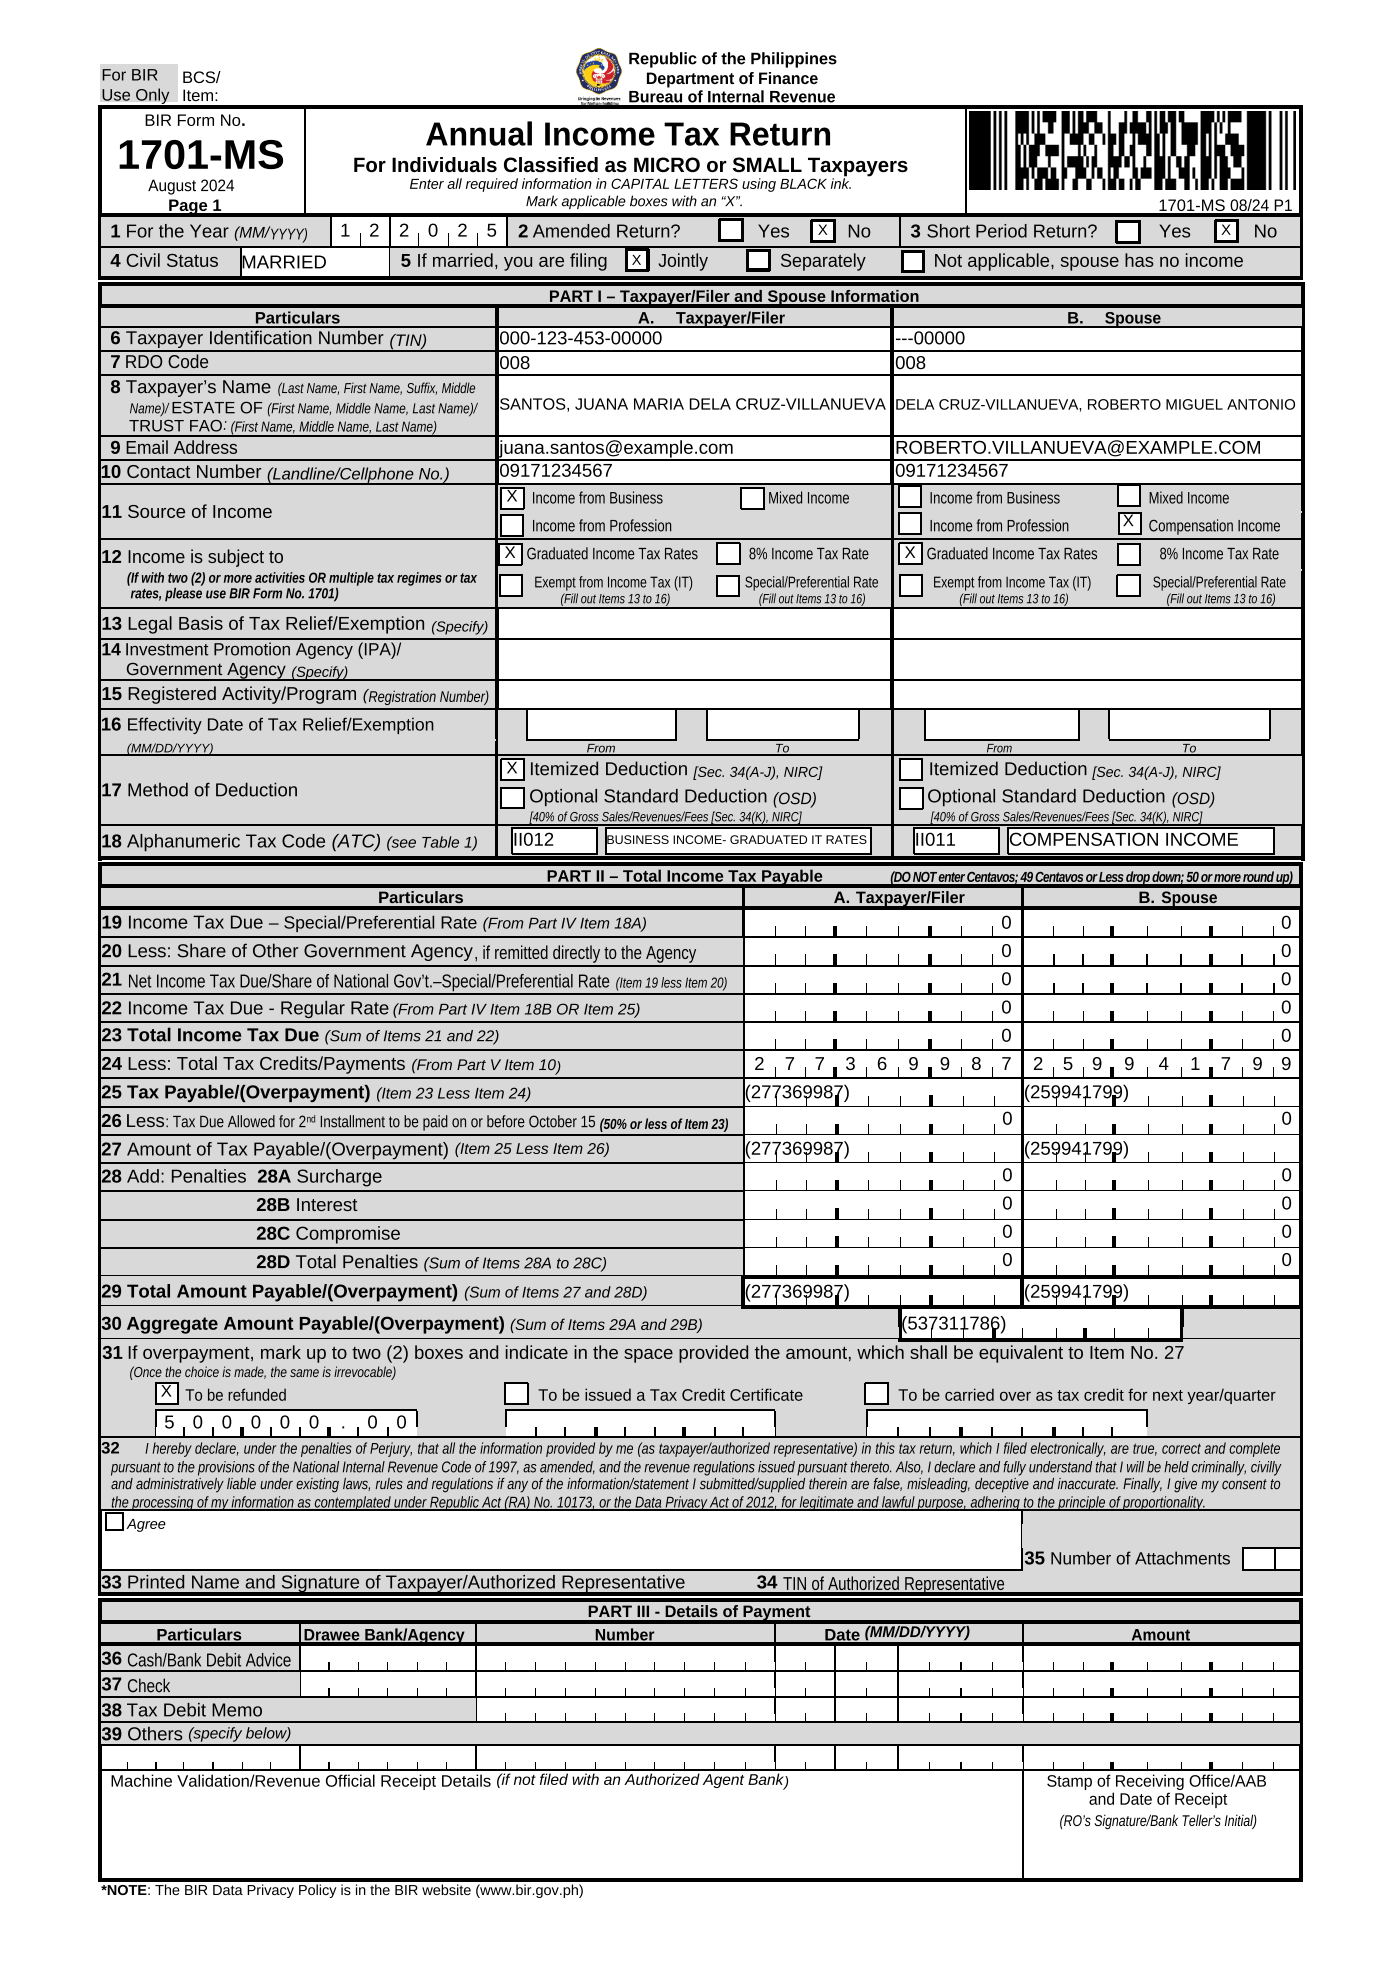 For BIR
Use Only
BCS/
Item:
Republic of the Philippines
Department of Finance
Bureau of Internal Revenue
BIR Form No.
1701-MS
August 2024
Page 1
Annual Income Tax Return
For Individuals Classified as MICRO or SMALL Taxpayers
Enter all required information in CAPITAL LETTERS using BLACK ink.
Mark applicable boxes with an “X”.
1701-MS 08/24 P1
1 For the Year (MM/YYYY) 1 2 2 0 2 5 2 Amended Return? Yes X No 3 Short Period Return? Yes X No
4 Civil Status MARRIED 5 If married, you are filing X Jointly Separately Not applicable, spouse has no income
PART I – Taxpayer/Filer and Spouse Information
Particulars A. Taxpayer/Filer B. Spouse
6 Taxpayer Identification Number (TIN) 000-123-453-00000 ---00000
7 RDO Code 008 008
8 Taxpayer’s Name (Last Name, First Name, Suffix, Middle
Name)/ ESTATE OF (First Name, Middle Name, Last Name)/
TRUST FAO: (First Name, Middle Name, Last Name)
SANTOS, JUANA MARIA DELA CRUZ-VILLANUEVA DELA CRUZ-VILLANUEVA, ROBERTO MIGUEL ANTONIO
9 Email Address juana.santos@example.com ROBERTO.VILLANUEVA@EXAMPLE.COM
10 Contact Number (Landline/Cellphone No.) 09171234567 09171234567
11 Source of Income
X Income from Business Mixed Income Income from Business Mixed Income
Income from Profession Income from Profession X Compensation Income
12 Income is subject to
(If with two (2) or more activities OR multiple tax regimes or tax
rates, please use BIR Form No. 1701)
X Graduated Income Tax Rates 8% Income Tax Rate X Graduated Income Tax Rates 8% Income Tax Rate
Exempt from Income Tax (IT) Special/Preferential Rate Exempt from Income Tax (IT) Special/Preferential Rate
(Fill out Items 13 to 16) (Fill out Items 13 to 16) (Fill out Items 13 to 16) (Fill out Items 13 to 16)
13 Legal Basis of Tax Relief/Exemption (Specify)
14 Investment Promotion Agency (IPA)/
Government Agency (Specify)
15 Registered Activity/Program (Registration Number)
16 Effectivity Date of Tax Relief/Exemption
(MM/DD/YYYY) From To From To
17 Method of Deduction
X Itemized Deduction [Sec. 34(A-J), NIRC] Itemized Deduction [Sec. 34(A-J), NIRC]
Optional Standard Deduction (OSD) Optional Standard Deduction (OSD)
[40% of Gross Sales/Revenues/Fees [Sec. 34(K), NIRC] [40% of Gross Sales/Revenues/Fees [Sec. 34(K), NIRC]
18 Alphanumeric Tax Code (ATC) (see Table 1) II012 BUSINESS INCOME- GRADUATED IT RATES II011 COMPENSATION INCOME
PART II – Total Income Tax Payable (DO NOT enter Centavos; 49 Centavos or Less drop down; 50 or more round up)
Particulars A. Taxpayer/Filer B. Spouse
19 Income Tax Due – Special/Preferential Rate (From Part IV Item 18A) 0 0
20 Less: Share of Other Government Agency, if remitted directly to the Agency 0 0
21 Net Income Tax Due/Share of National Gov’t.–Special/Preferential Rate (Item 19 less Item 20) 0 0
22 Income Tax Due - Regular Rate (From Part IV Item 18B OR Item 25) 0 0
23 Total Income Tax Due (Sum of Items 21 and 22) 0 0
24 Less: Total Tax Credits/Payments (From Part V Item 10) 2 7 7 3 6 9 9 8 7 2 5 9 9 4 1 7 9 9
25 Tax Payable/(Overpayment) (Item 23 Less Item 24) (277369987) (259941799)
26 Less: Tax Due Allowed for 2nd Installment to be paid on or before October 15 (50% or less of Item 23) 0 0
27 Amount of Tax Payable/(Overpayment) (Item 25 Less Item 26) (277369987) (259941799)
28 Add: Penalties 28A Surcharge 0 0
28B Interest 0 0
28C Compromise 0 0
28D Total Penalties (Sum of Items 28A to 28C) 0 0
29 Total Amount Payable/(Overpayment) (Sum of Items 27 and 28D) (277369987) (259941799)
30 Aggregate Amount Payable/(Overpayment) (Sum of Items 29A and 29B) (537311786)
31 If overpayment, mark up to two (2) boxes and indicate in the space provided the amount, which shall be equivalent to Item No. 27
(Once the choice is made, the same is irrevocable)
X To be refunded To be issued a Tax Credit Certificate To be carried over as tax credit for next year/quarter
5 0 0 0 0 0 . 0 0
32 I hereby declare, under the penalties of Perjury, that all the information provided by me (as taxpayer/authorized representative) in this tax return, which I filed electronically, are true, correct and complete
pursuant to the provisions of the National Internal Revenue Code of 1997, as amended, and the revenue regulations issued pursuant thereto. Also, I declare and fully understand that I will be held criminally, civilly
and administratively liable under existing laws, rules and regulations if any of the information/statement I submitted/supplied therein are false, misleading, deceptive and inaccurate. Finally, I give my consent to
the processing of my information as contemplated under Republic Act (RA) No. 10173, or the Data Privacy Act of 2012, for legitimate and lawful purpose, adhering to the principle of proportionality.
Agree
35 Number of Attachments
33 Printed Name and Signature of Taxpayer/Authorized Representative 34 TIN of Authorized Representative
PART III - Details of Payment
Particulars Drawee Bank/Agency Number Date (MM/DD/YYYY) Amount
36 Cash/Bank Debit Advice
37 Check
38 Tax Debit Memo
39 Others (specify below)
Machine Validation/Revenue Official Receipt Details (if not filed with an Authorized Agent Bank)
Stamp of Receiving Office/AAB
and Date of Receipt
(RO’s Signature/Bank Teller’s Initial)
*NOTE: The BIR Data Privacy Policy is in the BIR website (www.bir.gov.ph)